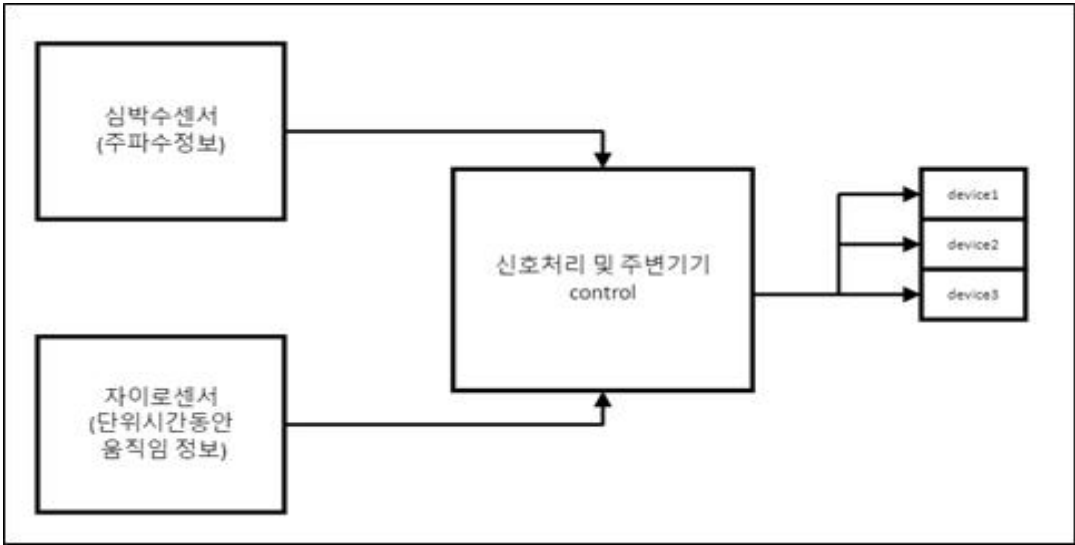 심박수센서
(주파수정보)
신호처리 및 주변기기
control
device1
device2
device3
자이로센서
(단위시간동안
움직임 정보)